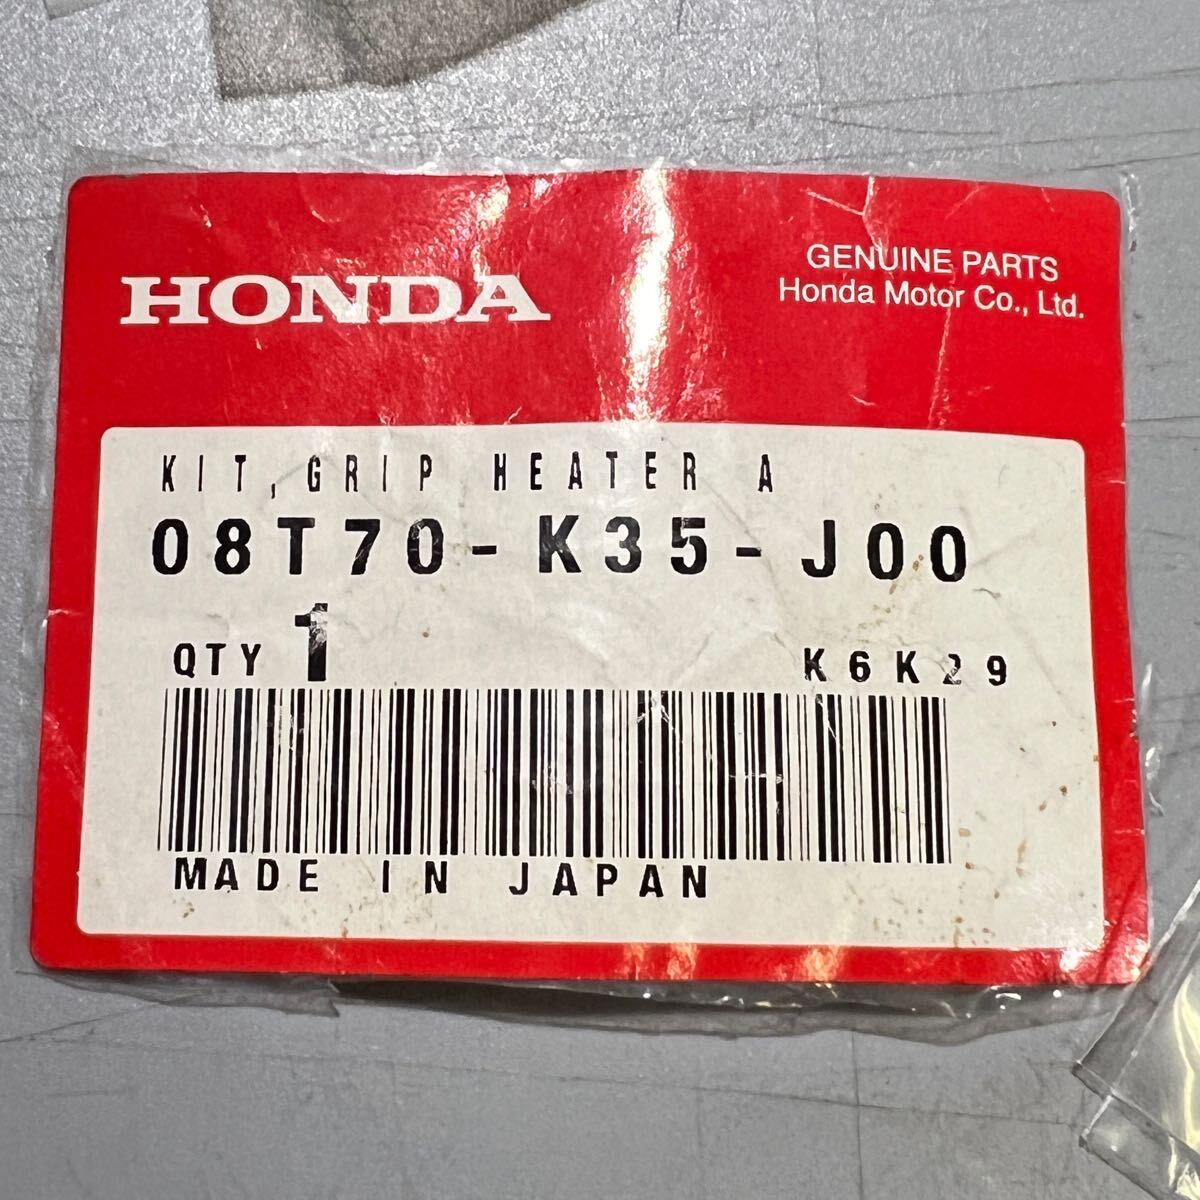 HONDA
GENUINE PARTS
Honda Motor Co., Ltd.
KIT,GRIP HEATER A
08T70-K35-J00
QTY 1
K6K29
MADE IN JAPAN